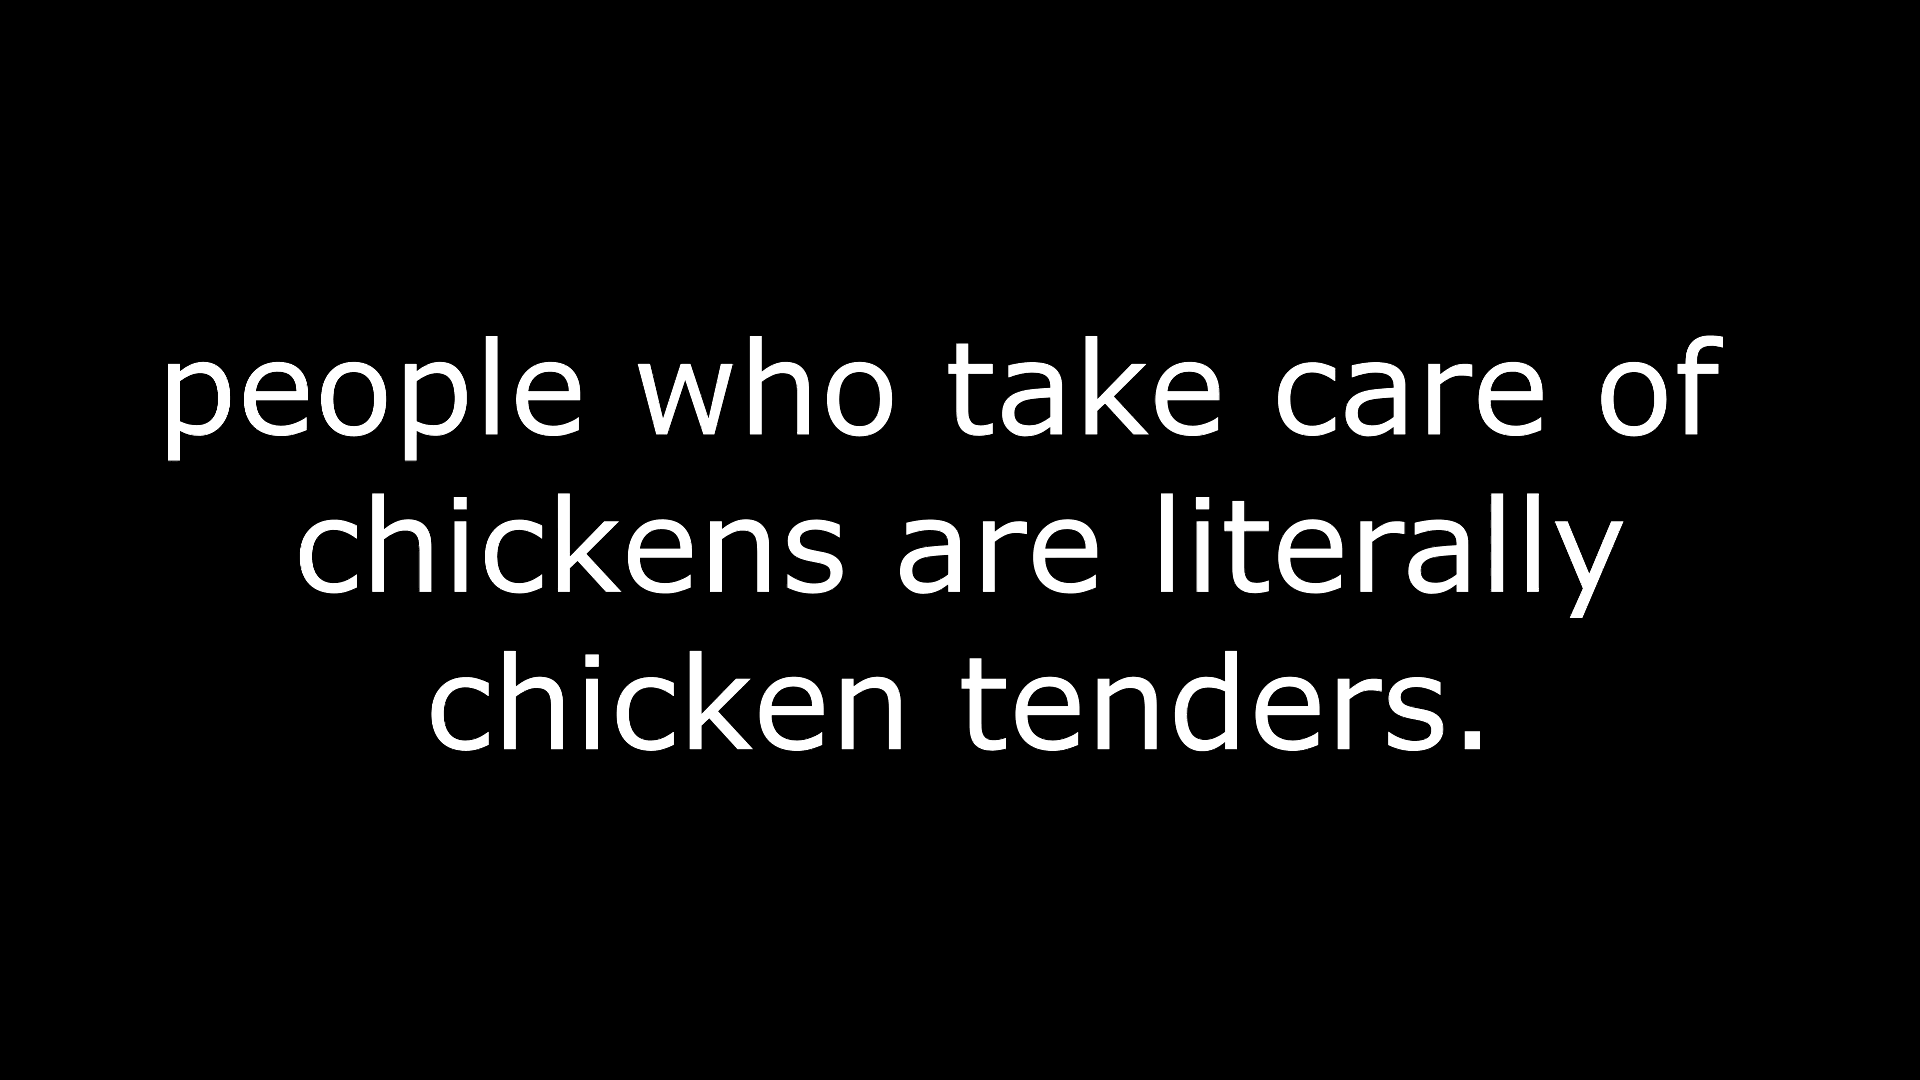 people who take care of
chickens are literally
chicken tenders.